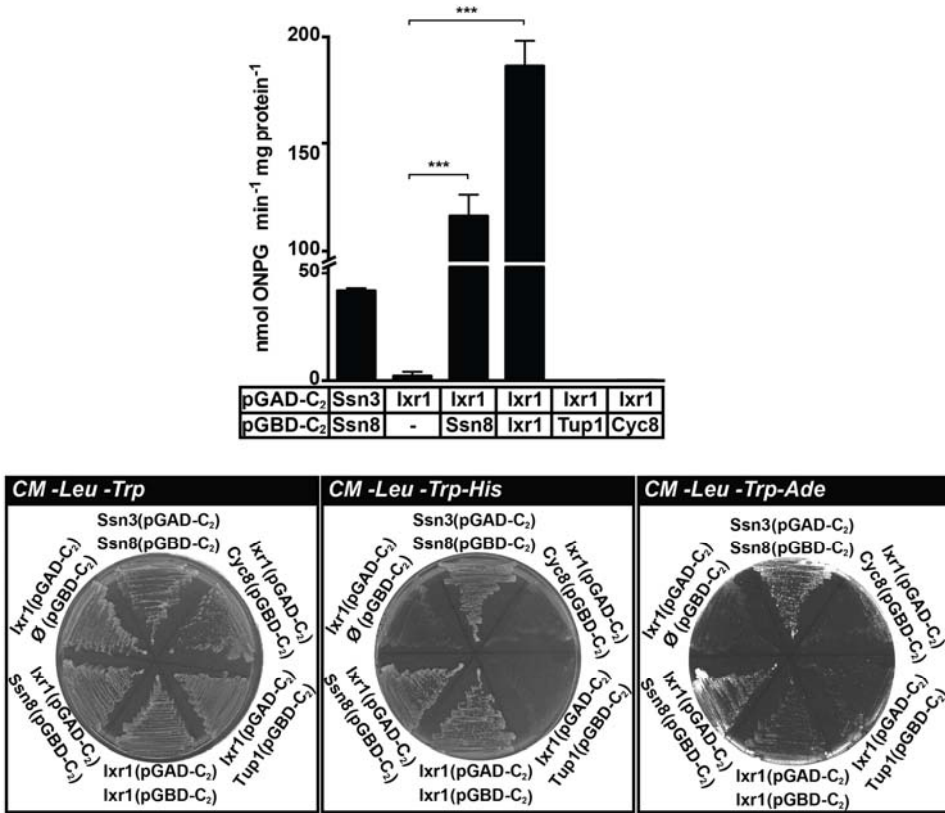 ***
***
200
150
100
50
0
nmol ONPG min⁻¹ mg protein⁻¹
pGAD-C₂ Ssn3 Ixr1 Ixr1 Ixr1 Ixr1 Ixr1
pGBD-C₂ Ssn8 - Ssn8 Ixr1 Tup1 Cyc8
CM -Leu -Trp
Ssn3(pGAD-C₂)
Ssn8(pGBD-C₂)
Ixr1(pGAD-C₂)
Cyc8(pGBD-C₂)
Ixr1(pGAD-C₂)
Tup1(pGBD-C₂)
Ixr1(pGAD-C₂)
Ixr1(pGBD-C₂)
Ixr1(pGAD-C₂)
Ssn8(pGBD-C₂)
Ixr1(pGAD-C₂)
Ø (pGBD-C₂)
CM -Leu -Trp-His
Ssn3(pGAD-C₂)
Ssn8(pGBD-C₂)
Ixr1(pGAD-C₂)
Cyc8(pGBD-C₂)
Ixr1(pGAD-C₂)
Tup1(pGBD-C₂)
Ixr1(pGAD-C₂)
Ixr1(pGBD-C₂)
Ixr1(pGAD-C₂)
Ssn8(pGBD-C₂)
Ixr1(pGAD-C₂)
Ø (pGBD-C₂)
CM -Leu -Trp-Ade
Ssn3(pGAD-C₂)
Ssn8(pGBD-C₂)
Ixr1(pGAD-C₂)
Cyc8(pGBD-C₂)
Ixr1(pGAD-C₂)
Tup1(pGBD-C₂)
Ixr1(pGAD-C₂)
Ixr1(pGBD-C₂)
Ixr1(pGAD-C₂)
Ssn8(pGBD-C₂)
Ixr1(pGAD-C₂)
Ø (pGBD-C₂)